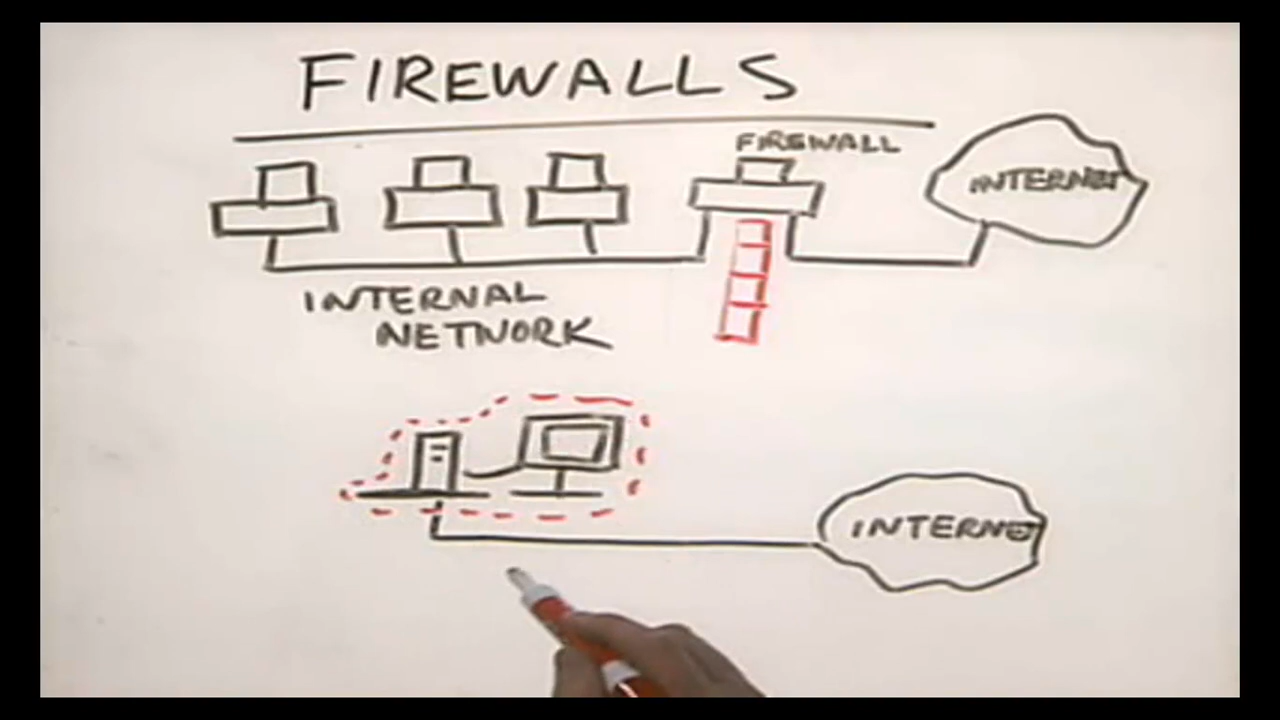 FIREWALLS
FIREWALL
INTERNET
INTERNAL
NETWORK
INTERNET